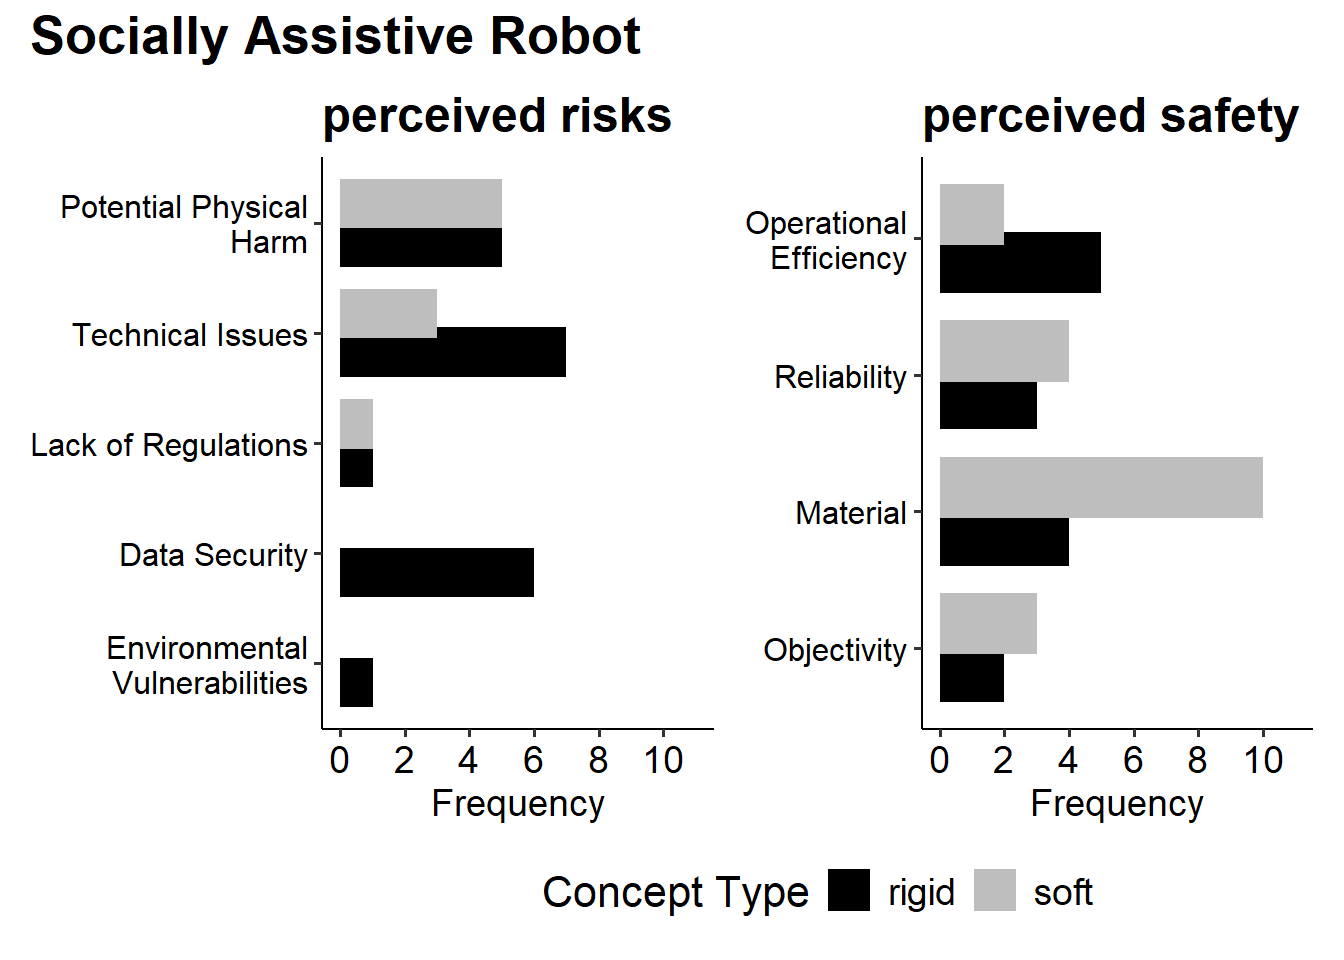 Socially Assistive Robot
perceived risks
Potential Physical
Harm
Technical Issues
Lack of Regulations
Data Security
Environmental
Vulnerabilities
0 2 4 6 8 10
Frequency
perceived safety
Operational
Efficiency
Reliability
Material
Objectivity
0 2 4 6 8 10
Frequency
Concept Type rigid soft